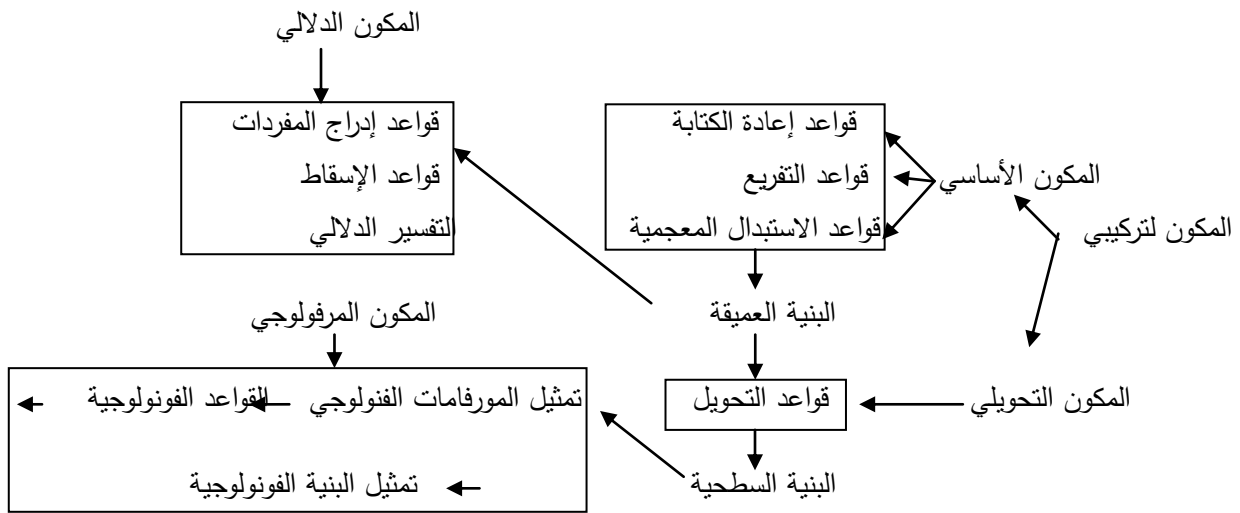 المكون الدلالي
قواعد إعادة الكتابة
قواعد إدراج المفردات
المكون الأساسي
قواعد التفريع
قواعد الإسقاط
المكون لتركيبي
قواعد الاستبدال المعجمية
التفسير الدلالي
البنية العميقة
المكون المرفولوجي
المكون التحويلي
قواعد التحويل
تمثيل المورفامات الفنولوجي
القواعد الفونولوجية
البنية السطحية
تمثيل البنية الفونولوجية